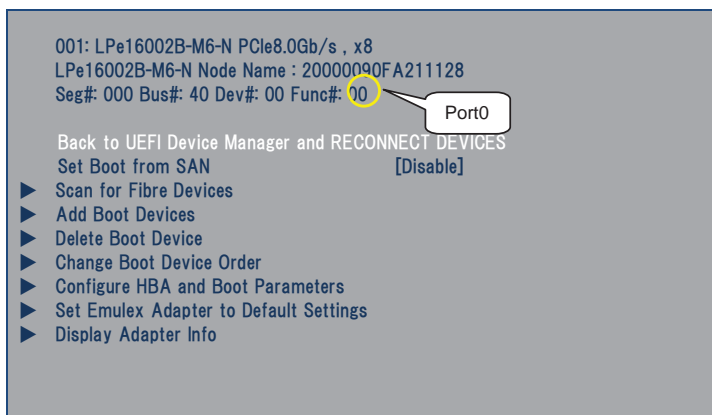 001: LPe16002B-M6-N PCIe8.0Gb/s , x8
LPe16002B-M6-N Node Name : 20000090FA211128
Seg#: 000 Bus#: 40 Dev#: 00 Func#: 00
Port0
Back to UEFI Device Manager and RECONNECT DEVICES
Set Boot from SAN [Disable]
Scan for Fibre Devices
Add Boot Devices
Delete Boot Device
Change Boot Device Order
Configure HBA and Boot Parameters
Set Emulex Adapter to Default Settings
Display Adapter Info